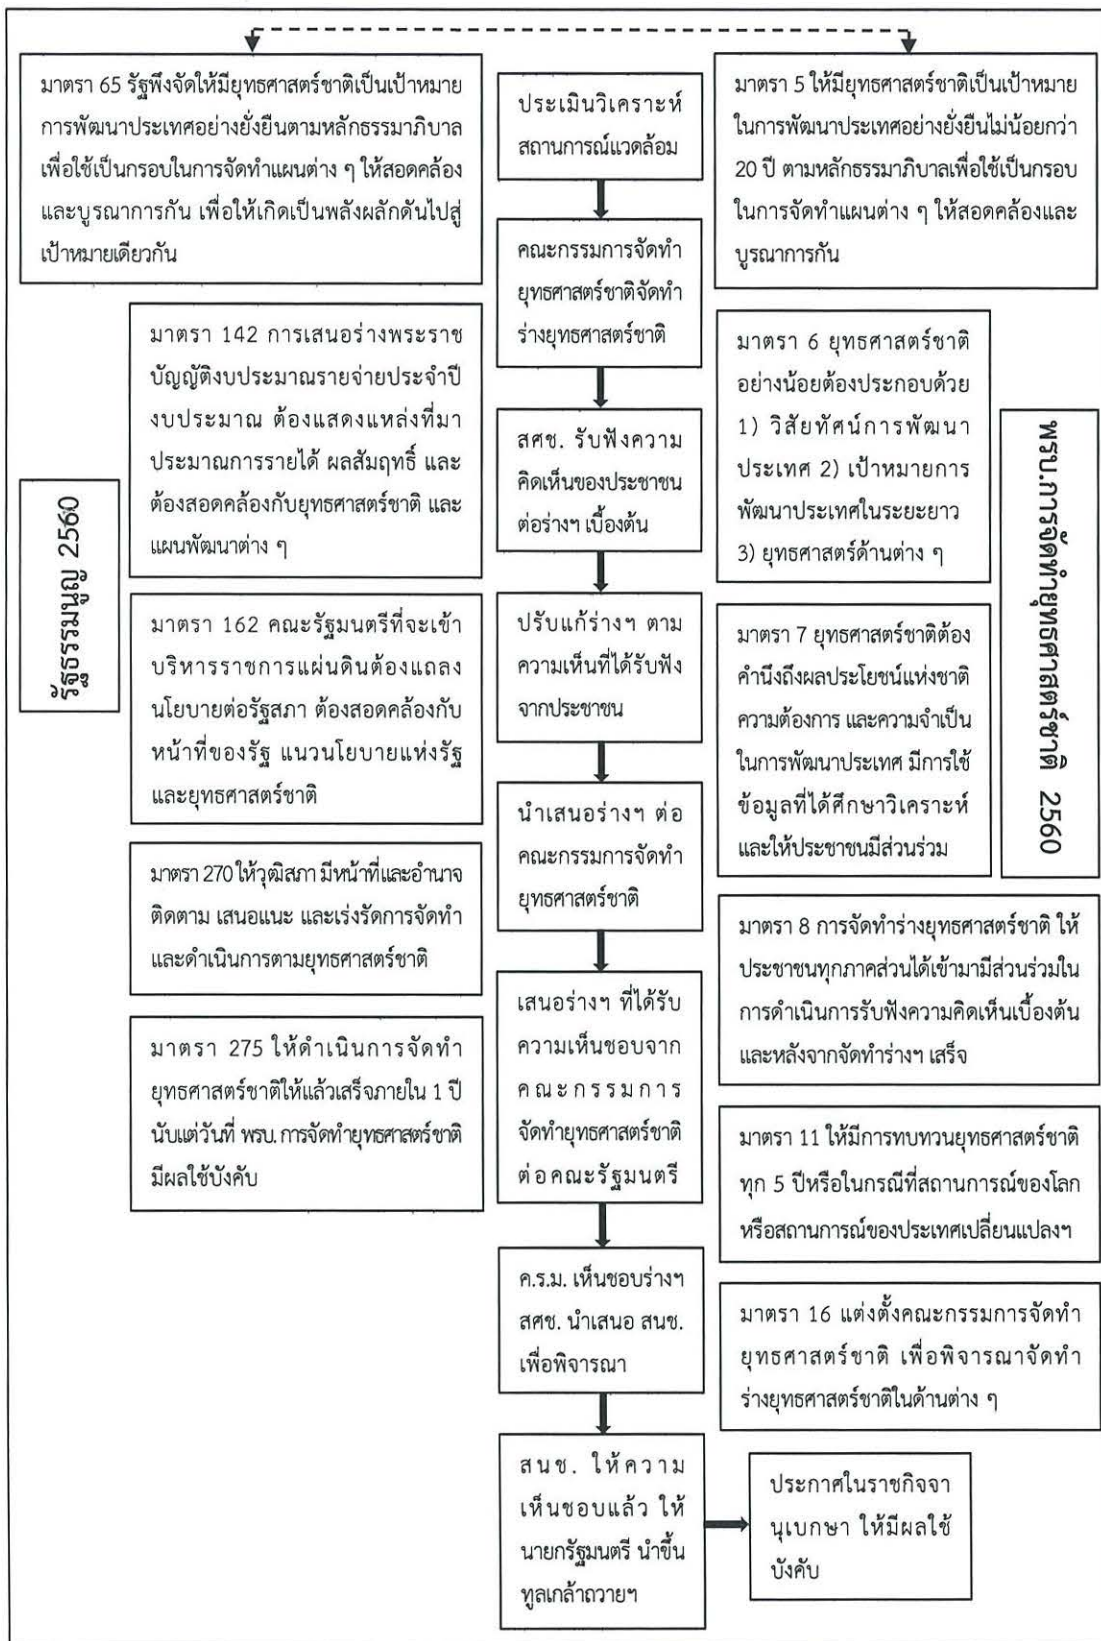 มาตรา 65 รัฐพึงจัดให้มียุทธศาสตร์ชาติเป็นเป้าหมาย
การพัฒนาประเทศอย่างยั่งยืนตามหลักธรรมาภิบาล
เพื่อใช้เป็นกรอบในการจัดทำแผนต่าง ๆ ให้สอดคล้อง
และบูรณาการกัน เพื่อให้เกิดเป็นพลังผลักดันไปสู่
เป้าหมายเดียวกัน
มาตรา 142 การเสนอร่างพระราช
บัญญัติงบประมาณรายจ่ายประจำปี
งบประมาณ ต้องแสดงแหล่งที่มา
ประมาณการรายได้ ผลสัมฤทธิ์ และ
ต้องสอดคล้องกับยุทธศาสตร์ชาติ และ
แผนพัฒนาต่าง ๆ
รัฐธรรมนูญ 2560
มาตรา 162 คณะรัฐมนตรีที่จะเข้า
บริหารราชการแผ่นดินต้องแถลง
นโยบายต่อรัฐสภา ต้องสอดคล้องกับ
หน้าที่ของรัฐ แนวนโยบายแห่งรัฐ
และยุทธศาสตร์ชาติ
มาตรา 270 ให้วุฒิสภา มีหน้าที่และอำนาจ
ติดตาม เสนอแนะ และเร่งรัดการจัดทำ
และดำเนินการตามยุทธศาสตร์ชาติ
มาตรา 275 ให้ดำเนินการจัดทำ
ยุทธศาสตร์ชาติให้แล้วเสร็จภายใน 1 ปี
นับแต่วันที่ พรบ. การจัดทำยุทธศาสตร์ชาติ
มีผลใช้บังคับ
ประเมินวิเคราะห์
สถานการณ์แวดล้อม
คณะกรรมการจัดทำ
ยุทธศาสตร์ชาติจัดทำ
ร่างยุทธศาสตร์ชาติ
สศช. รับฟังความ
คิดเห็นของประชาชน
ต่อร่างฯ เบื้องต้น
ปรับแก้ร่างฯ ตาม
ความเห็นที่ได้รับฟัง
จากประชาชน
นำเสนอร่างฯ ต่อ
คณะกรรมการจัดทำ
ยุทธศาสตร์ชาติ
เสนอร่างฯ ที่ได้รับ
ความเห็นชอบจาก
คณะกรรมการ
จัดทำยุทธศาสตร์ชาติ
ต่อคณะรัฐมนตรี
ค.ร.ม. เห็นชอบร่างฯ
สศช. นำเสนอ สนช.
เพื่อพิจารณา
สนช. ให้ความ
เห็นชอบแล้ว ให้
นายกรัฐมนตรี นำขึ้น
ทูลเกล้าถวายฯ
ประกาศในราชกิจจา
นุเบกษา ให้มีผลใช้
บังคับ
มาตรา 5 ให้มียุทธศาสตร์ชาติเป็นเป้าหมาย
ในการพัฒนาประเทศอย่างยั่งยืนไม่น้อยกว่า
20 ปี ตามหลักธรรมาภิบาลเพื่อใช้เป็นกรอบ
ในการจัดทำแผนต่าง ๆ ให้สอดคล้องและ
บูรณาการกัน
มาตรา 6 ยุทธศาสตร์ชาติ
อย่างน้อยต้องประกอบด้วย
1) วิสัยทัศน์การพัฒนา
ประเทศ 2) เป้าหมายการ
พัฒนาประเทศในระยะยาว
3) ยุทธศาสตร์ด้านต่าง ๆ
พรบ.การจัดทำยุทธศาสตร์ชาติ 2560
มาตรา 7 ยุทธศาสตร์ชาติต้อง
คำนึงถึงผลประโยชน์แห่งชาติ
ความต้องการ และความจำเป็น
ในการพัฒนาประเทศ มีการใช้
ข้อมูลที่ได้ศึกษาวิเคราะห์
และให้ประชาชนมีส่วนร่วม
มาตรา 8 การจัดทำร่างยุทธศาสตร์ชาติ ให้
ประชาชนทุกภาคส่วนได้เข้ามามีส่วนร่วมใน
การดำเนินการรับฟังความคิดเห็นเบื้องต้น
และหลังจากจัดทำร่างฯ เสร็จ
มาตรา 11 ให้มีการทบทวนยุทธศาสตร์ชาติ
ทุก 5 ปีหรือในกรณีที่สถานการณ์ของโลก
หรือสถานการณ์ของประเทศเปลี่ยนแปลงฯ
มาตรา 16 แต่งตั้งคณะกรรมการจัดทำ
ยุทธศาสตร์ชาติ เพื่อพิจารณาจัดทำ
ร่างยุทธศาสตร์ชาติในด้านต่าง ๆ